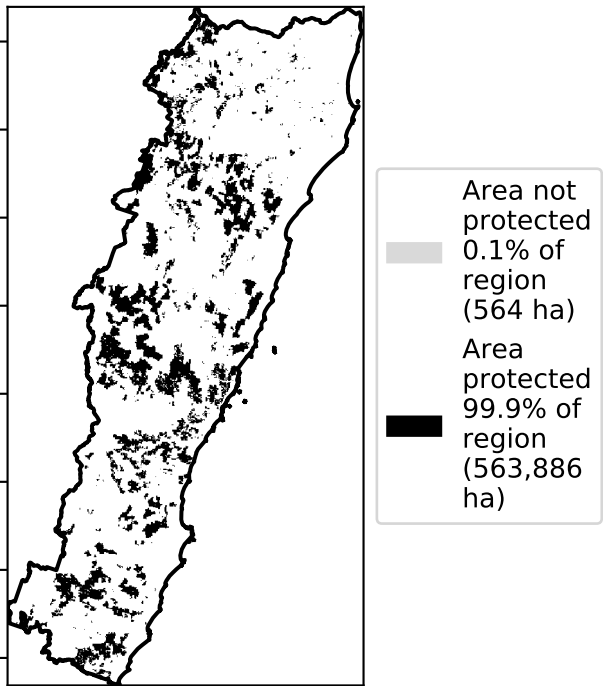 Area not
protected
0.1% of
region
(564 ha)
Area
protected
99.9% of
region
(563,886
ha)